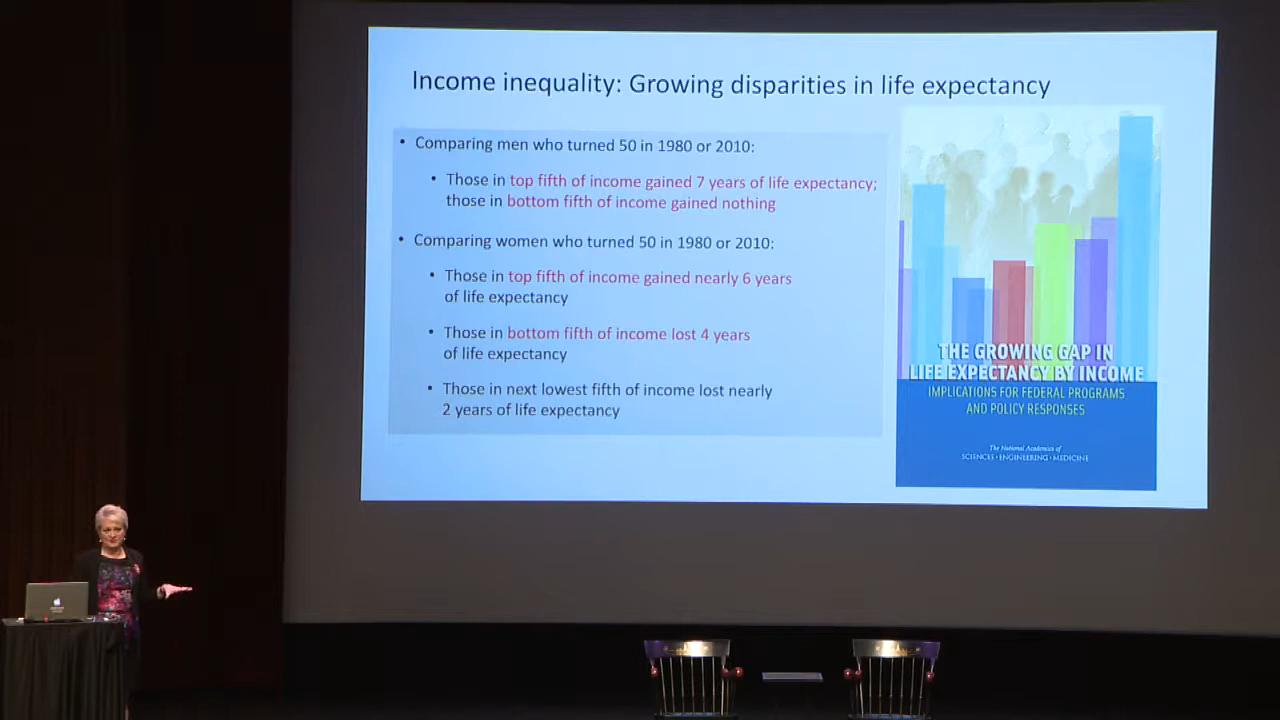 Income inequality: Growing disparities in life expectancy
• Comparing men who turned 50 in 1980 or 2010:
• Those in top fifth of income gained 7 years of life expectancy;
those in bottom fifth of income gained nothing
• Comparing women who turned 50 in 1980 or 2010:
• Those in top fifth of income gained nearly 6 years
of life expectancy
• Those in bottom fifth of income lost 4 years
of life expectancy
• Those in next lowest fifth of income lost nearly
2 years of life expectancy
THE GROWING GAP IN
LIFE EXPECTANCY BY INCOME
IMPLICATIONS FOR FEDERAL PROGRAMS
AND POLICY RESPONSES
The National Academies of
SCIENCES • ENGINEERING • MEDICINE